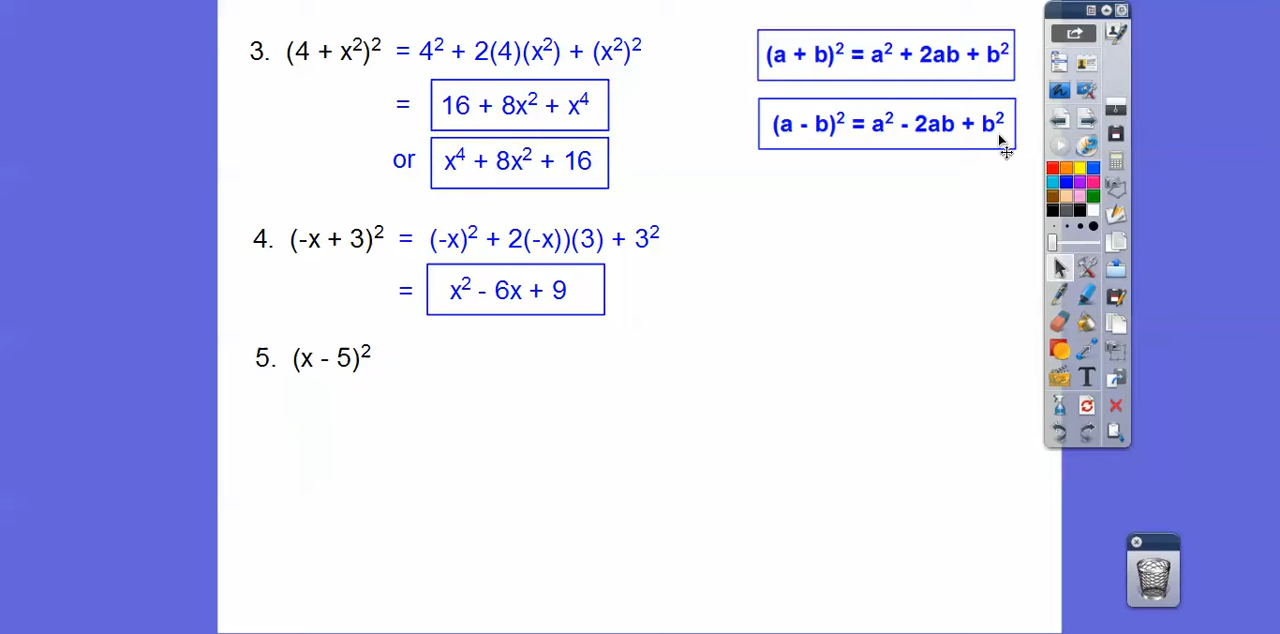 3. (4 + x²)² = 4² + 2(4)(x²) + (x²)²
= 16 + 8x² + x⁴
or x⁴ + 8x² + 16
(a + b)² = a² + 2ab + b²
(a - b)² = a² - 2ab + b²
4. (-x + 3)² = (-x)² + 2(-x))(3) + 3²
= x² - 6x + 9
5. (x - 5)²
T